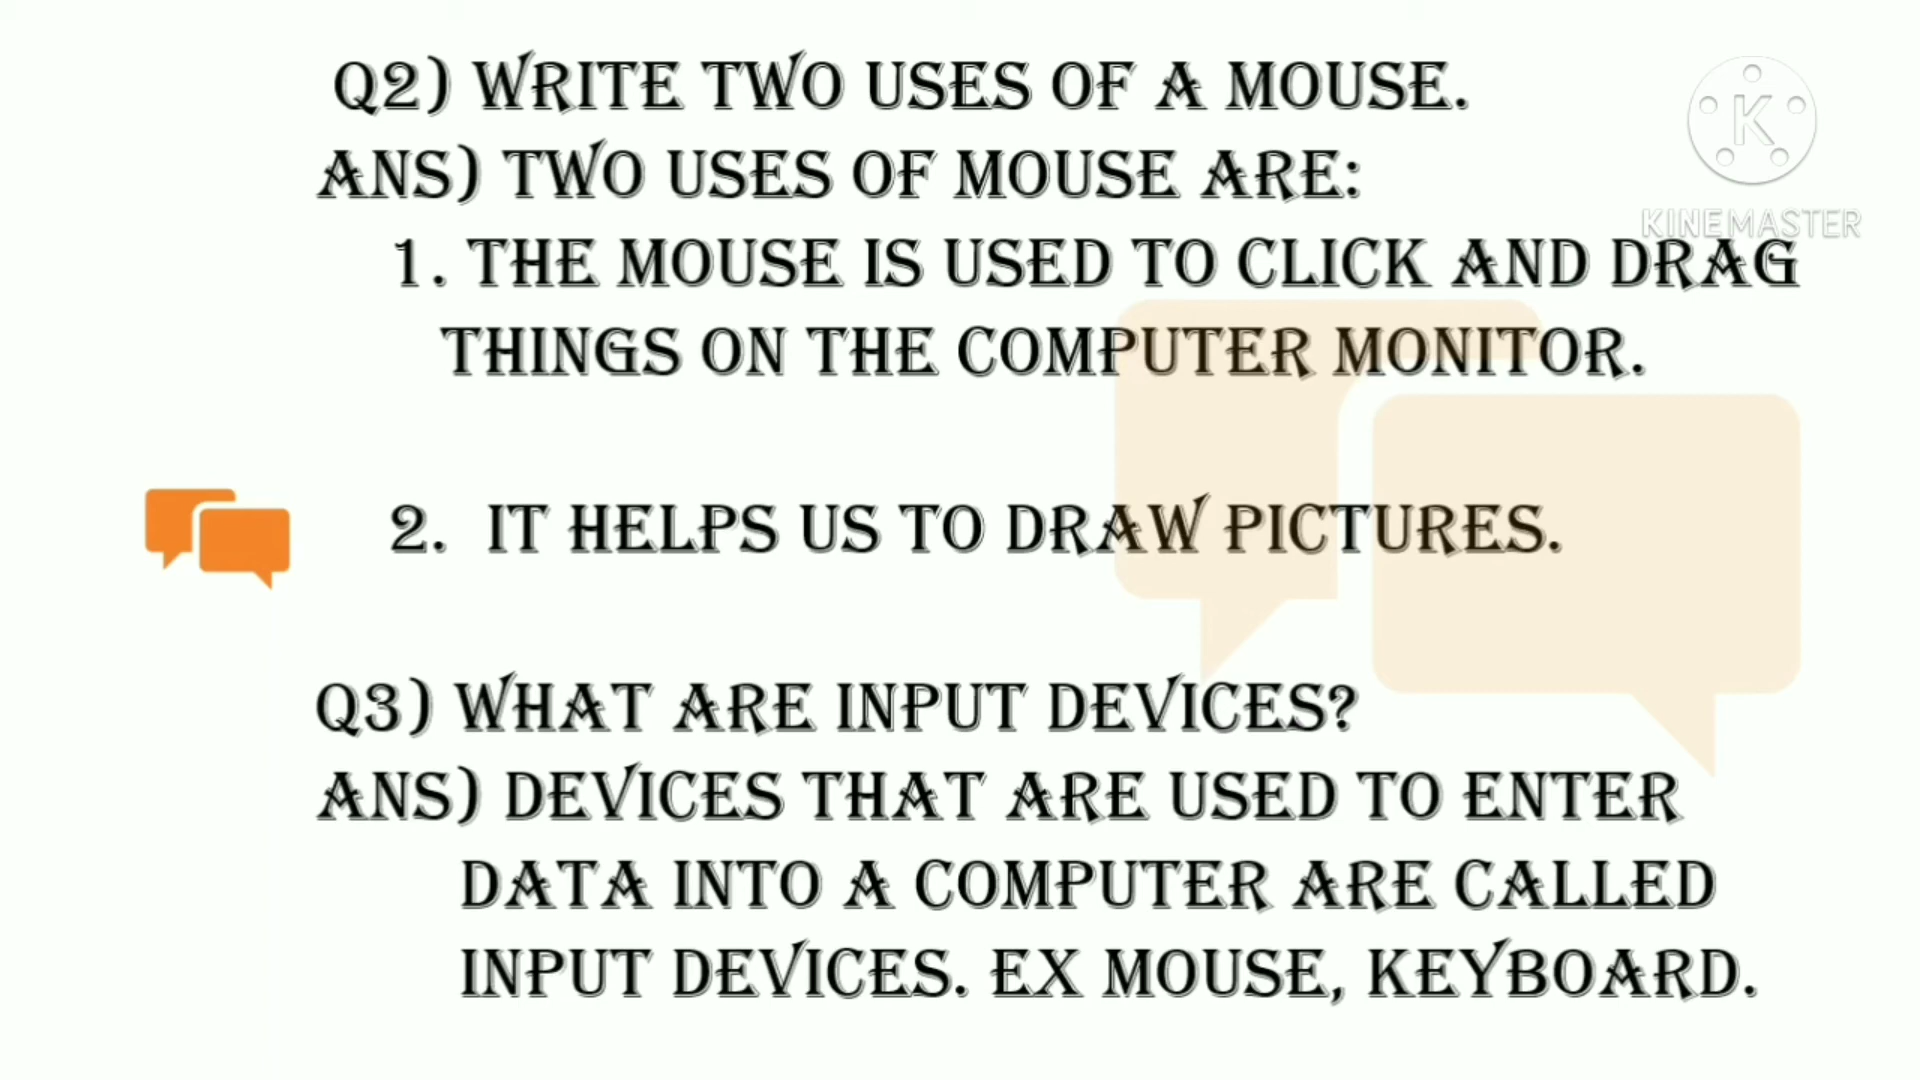 Q2) WRITE TWO USES OF A MOUSE.
ANS) TWO USES OF MOUSE ARE:
1. THE MOUSE IS USED TO CLICK AND DRAG
THINGS ON THE COMPUTER MONITOR.
2. IT HELPS US TO DRAW PICTURES.
Q3) WHAT ARE INPUT DEVICES?
ANS) DEVICES THAT ARE USED TO ENTER
DATA INTO A COMPUTER ARE CALLED
INPUT DEVICES. EX MOUSE, KEYBOARD.
K
KINEMASTER